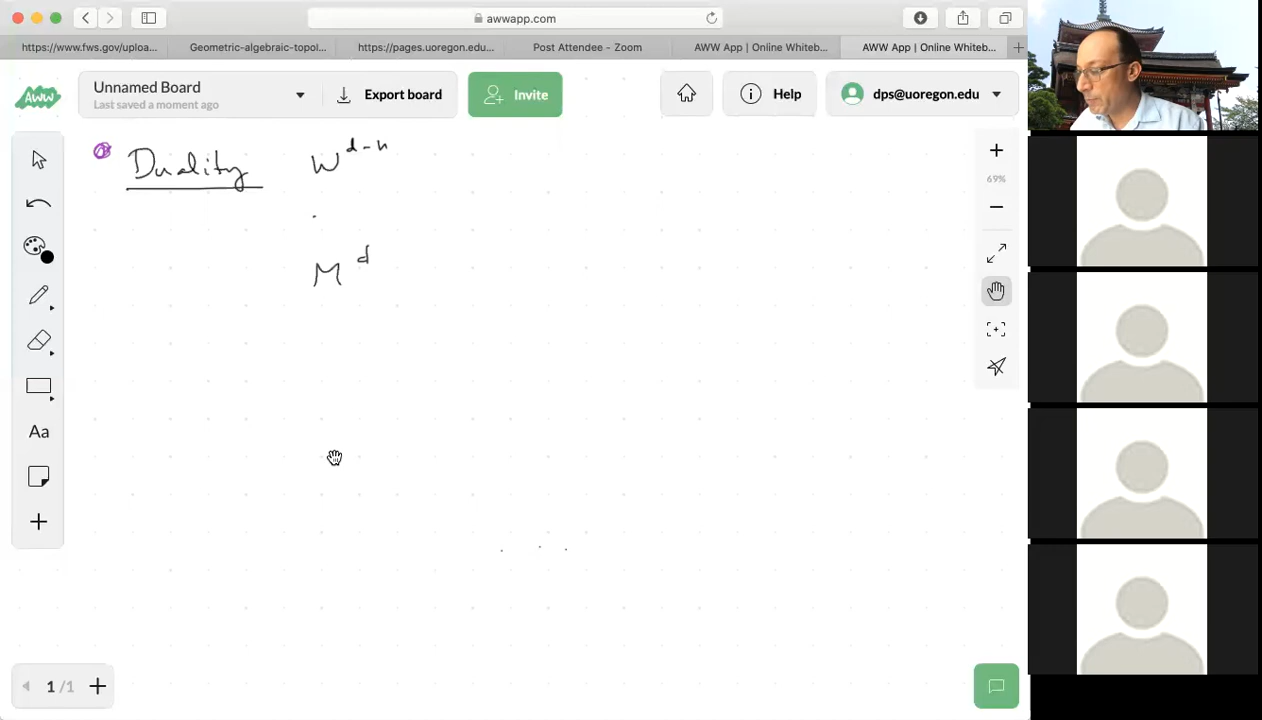 awwapp.com
https://www.fws.gov/uploa...
Geometric-algebraic-topol...
https://pages.uoregon.edu...
Post Attendee - Zoom
AWW App | Online Whiteb...
AWW App | Online Whiteb...
AWW
Unnamed Board
Last saved a moment ago
Export board
Invite
Help
dps@uoregon.edu
Duality W^{d-n}
M^d
69%
Aa
1 /1